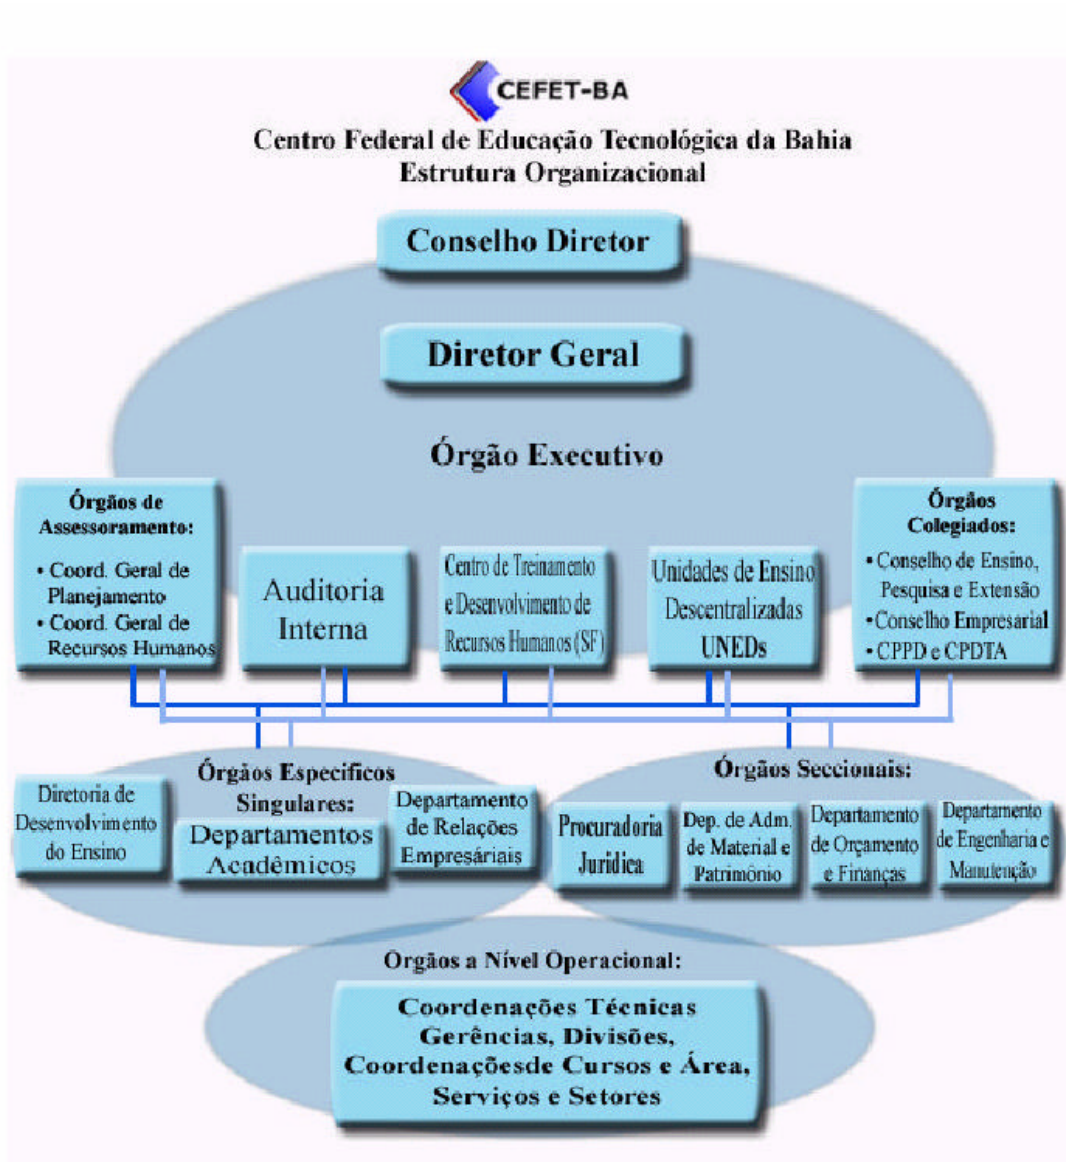 CEFET-BA
Centro Federal de Educação Tecnológica da Bahia
Estrutura Organizacional
Conselho Diretor
Diretor Geral
Órgão Executivo
Órgãos de
Assessoramento:
• Coord. Geral de
Planejamento
• Coord. Geral de
Recursos Humanos
Auditoria
Interna
Centro de Treinamento
e Desenvolvimento de
Recursos Humanos (SF)
Unidades de Ensino
Descentralizadas
UNEDs
Órgãos
Colegiados:
• Conselho de Ensino,
Pesquisa e Extensão
• Conselho Empresarial
• CPPD e CPDTA
Órgãos Especificos
Singulares:
Diretoria de
Desenvolvimento
do Ensino
Departamentos
Acadêmicos
Departamento
de Relações
Empresáriais
Órgãos Seccionais:
Procuradoria
Juridica
Dep. de Adm.
de Material e
Patrimônio
Departamento
de Orçamento
e Finanças
Departamento
de Engenharia e
Manutenção
Orgãos a Nível Operacional:
Coordenações Técnicas
Gerências, Divisões,
Coordenaçõesde Cursos e Área,
Serviços e Setores